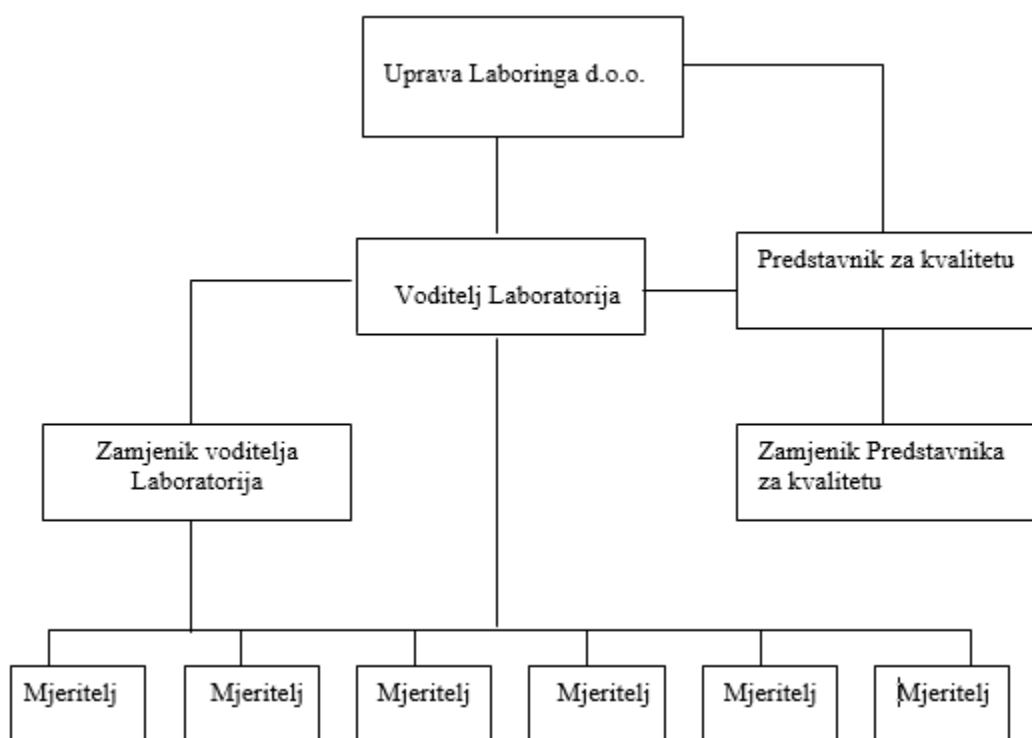 Uprava Laboringa d.o.o.
Voditelj Laboratorija
Predstavnik za kvalitetu
Zamjenik voditelja
Laboratorija
Zamjenik Predstavnika
za kvalitetu
Mjeritelj
Mjeritelj
Mjeritelj
Mjeritelj
Mjeritelj
Mjeritelj